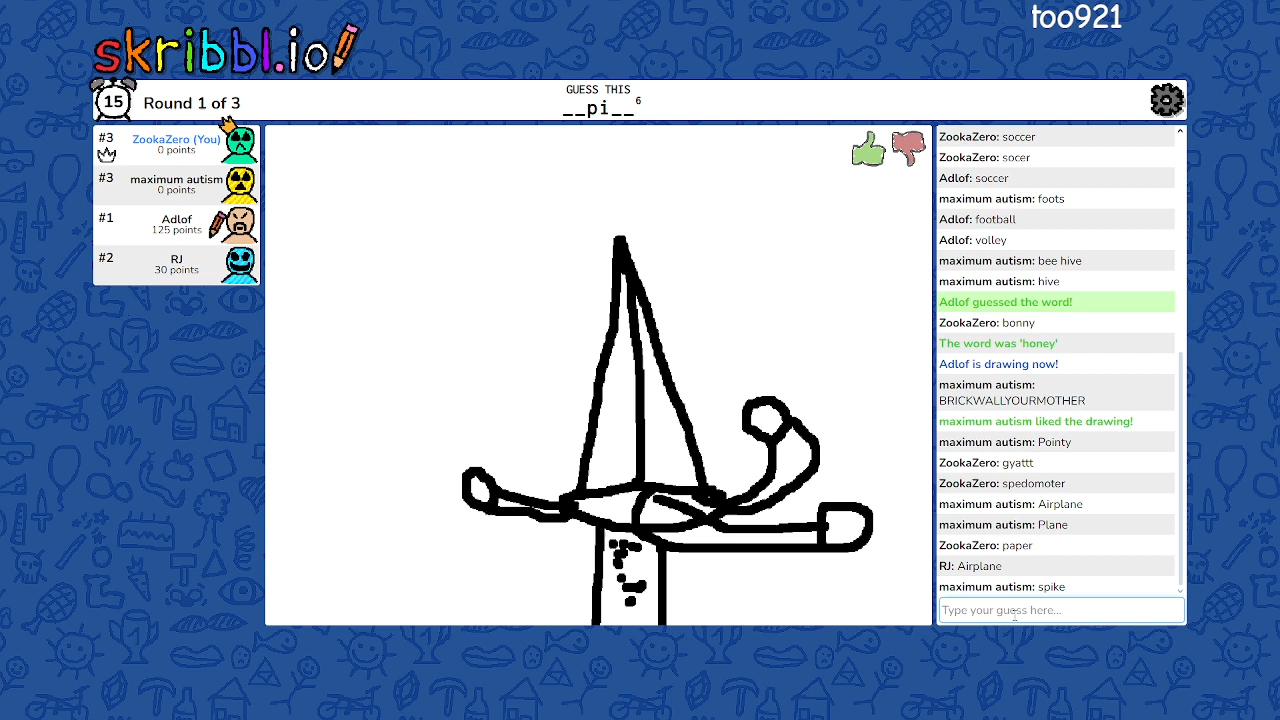 too921
skribbl.io
15
Round 1 of 3
GUESS THIS
__pi__ 6
#3
ZookaZero (You)
0 points
#3
maximum autism
0 points
#1
Adlof
125 points
#2
RJ
30 points
ZookaZero: soccer
ZookaZero: socer
Adlof: soccer
maximum autism: foots
Adlof: football
Adlof: volley
maximum autism: bee hive
maximum autism: hive
Adlof guessed the word!
ZookaZero: bonny
The word was 'honey'
Adlof is drawing now!
maximum autism:
BRICKWALLYOURMOTHER
maximum autism liked the drawing!
maximum autism: Pointy
ZookaZero: gyattt
ZookaZero: spedomoter
maximum autism: Airplane
maximum autism: Plane
ZookaZero: paper
RJ: Airplane
maximum autism: spike
Type your guess here...